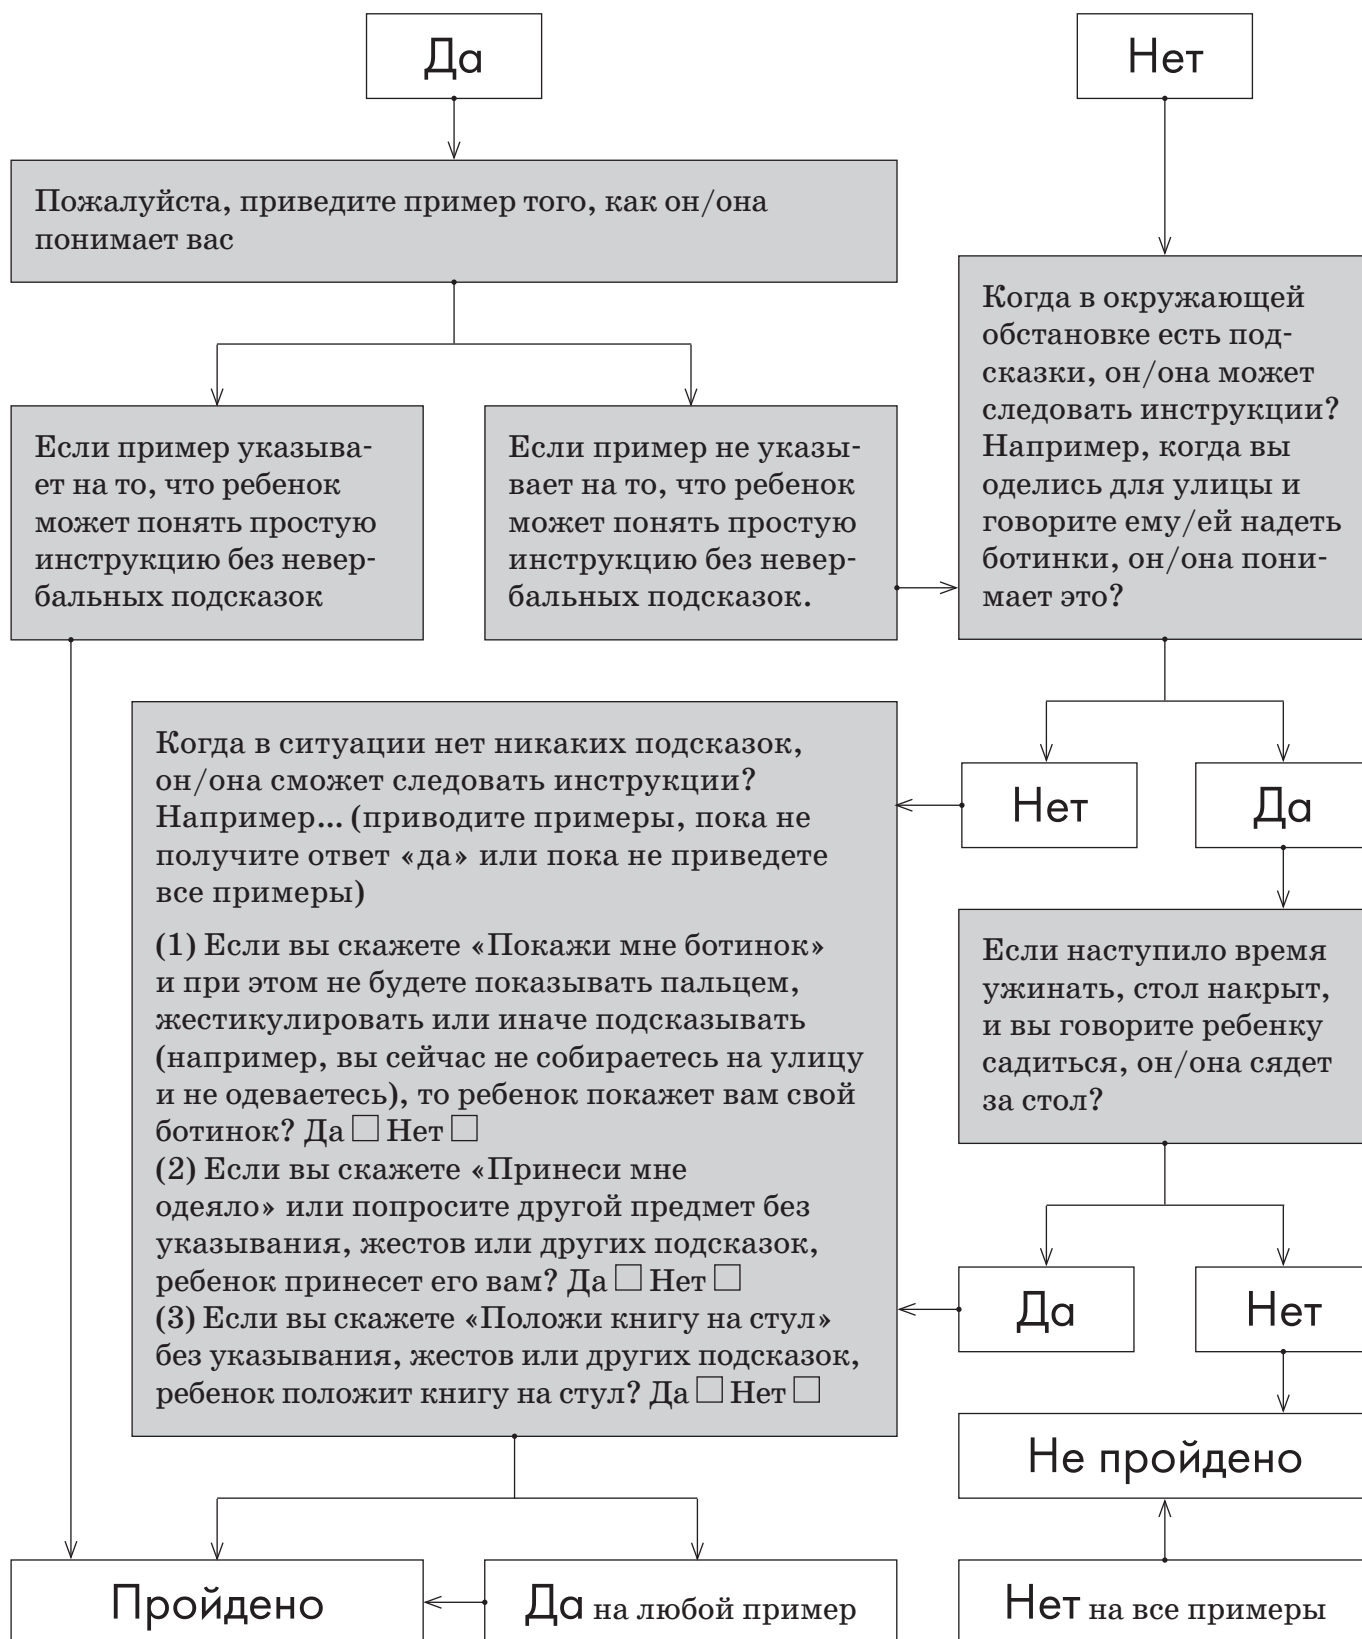 Да
Нет
Пожалуйста, приведите пример того, как он/она
понимает вас
Когда в окружающей
обстановке есть под-
сказки, он/она может
следовать инструкции?
Например, когда вы
оделись для улицы и
говорите ему/ей надеть
ботинки, он/она пони-
мает это?
Если пример указыва-
ет на то, что ребенок
может понять простую
инструкцию без невер-
бальных подсказок
Если пример не указы-
вает на то, что ребенок
может понять простую
инструкцию без невер-
бальных подсказок.
Когда в ситуации нет никаких подсказок,
он/она сможет следовать инструкции?
Например... (приводите примеры, пока не
получите ответ «да» или пока не приведете
все примеры)
(1) Если вы скажете «Покажи мне ботинок»
и при этом не будете показывать пальцем,
жестикулировать или иначе подсказывать
(например, вы сейчас не собираетесь на улицу
и не одеваетесь), то ребенок покажет вам свой
ботинок? Да □ Нет □
(2) Если вы скажете «Принеси мне
одеяло» или попросите другой предмет без
указывания, жестов или других подсказок,
ребенок принесет его вам? Да □ Нет □
(3) Если вы скажете «Положи книгу на стул»
без указывания, жестов или других подсказок,
ребенок положит книгу на стул? Да □ Нет □
Нет
Да
Если наступило время
ужинать, стол накрыт,
и вы говорите ребенку
садиться, он/она сядет
за стол?
Да
Нет
Не пройдено
Пройдено
Да на любой пример
Нет на все примеры